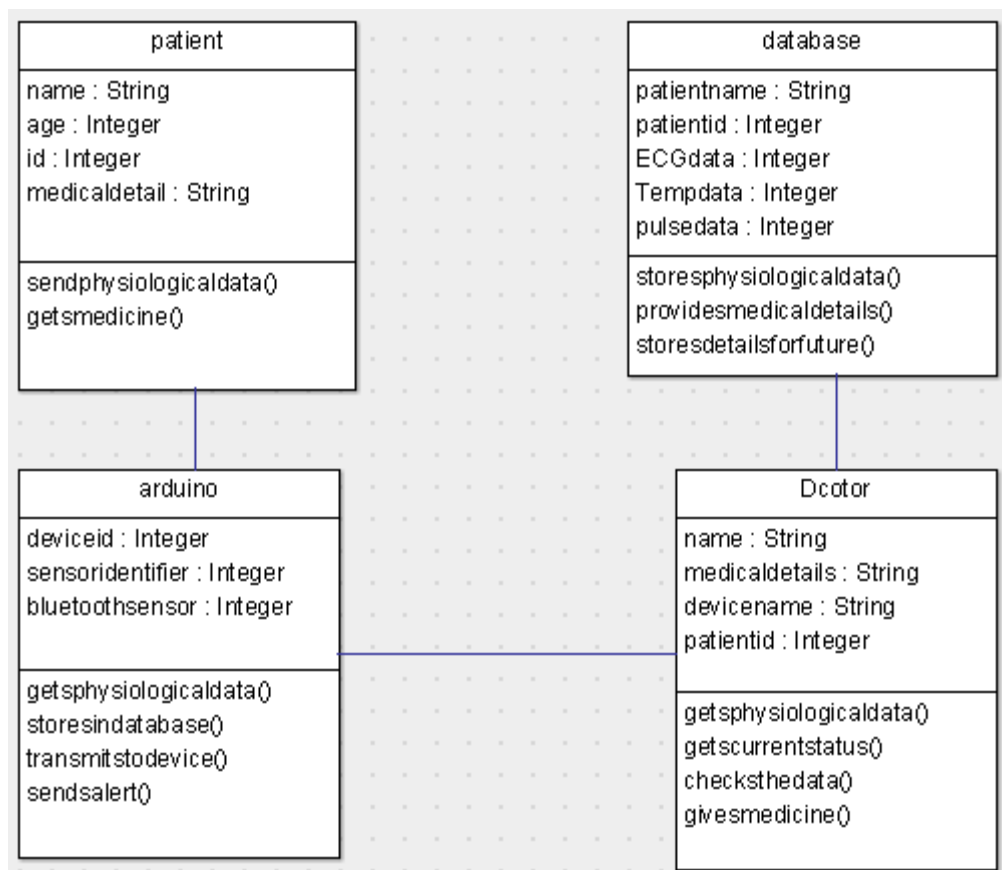 patient
name : String
age : Integer
id : Integer
medicaldetail : String
sendphysiologicaldata()
getsmedicine()
database
patientname : String
patientid : Integer
ECGdata : Integer
Tempdata : Integer
pulsedata : Integer
storesphysiologicaldata()
providesmedicaldetails()
storesdetailsforfuture()
arduino
deviceid : Integer
sensoridentifier : Integer
bluetoothsensor : Integer
getsphysiologicaldata()
storesindatabase()
transmitstodevice()
sendsalert()
Dcotor
name : String
medicaldetails : String
devicename : String
patientid : Integer
getsphysiologicaldata()
getscurrentstatus()
checksthedata()
givesmedicine()